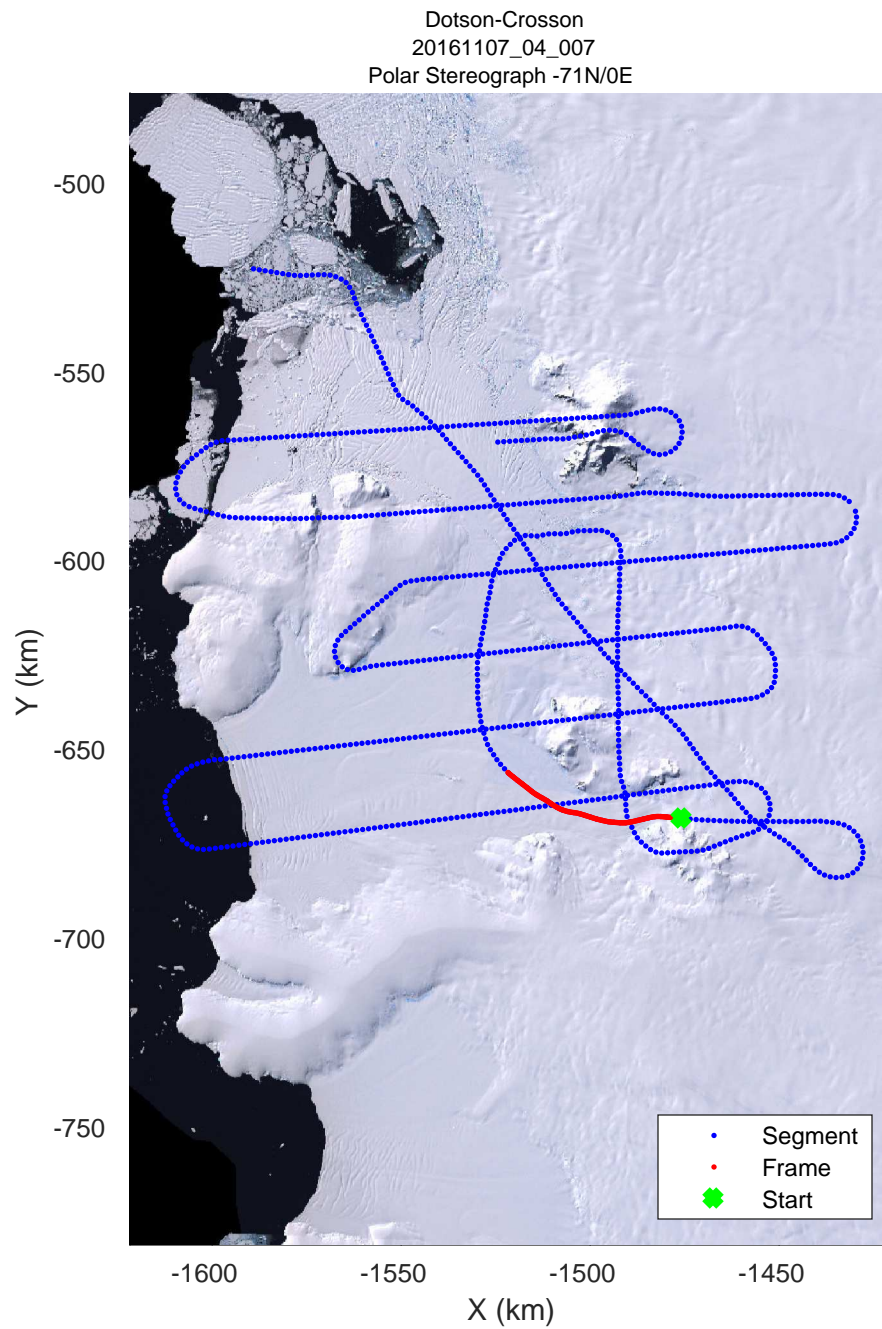 Dotson-Crosson
20161107_04_007
Polar Stereograph -71N/0E
-500
-550
-600
-650
-700
-750
Y (km)
-1600
-1550
-1500
-1450
X (km)
Segment
Frame
Start